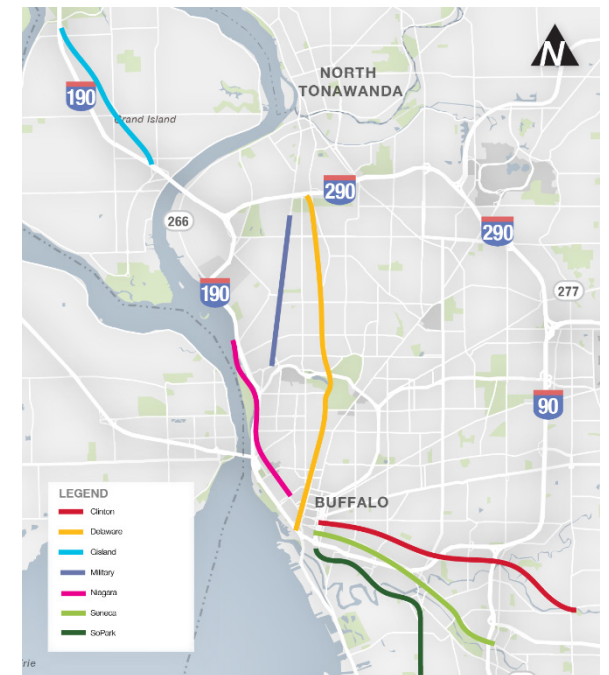 N
NORTH
TONAWANDA
190
Grand Island
290
266
290
277
190
90
BUFFALO
LEGEND
Clinton
Delaware
Gisland
Military
Niagara
Seneca
SoPark
rie